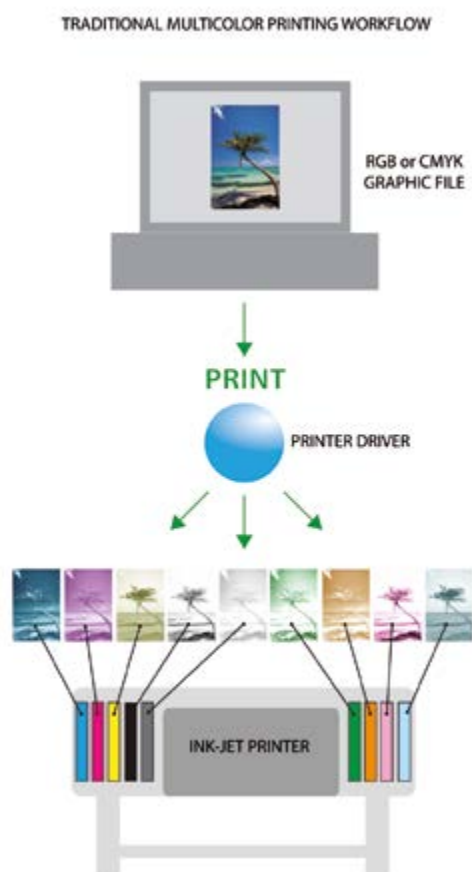 TRADITIONAL MULTICOLOR PRINTING WORKFLOW
RGB or CMYK
GRAPHIC FILE
PRINT
PRINTER DRIVER
INK-JET PRINTER